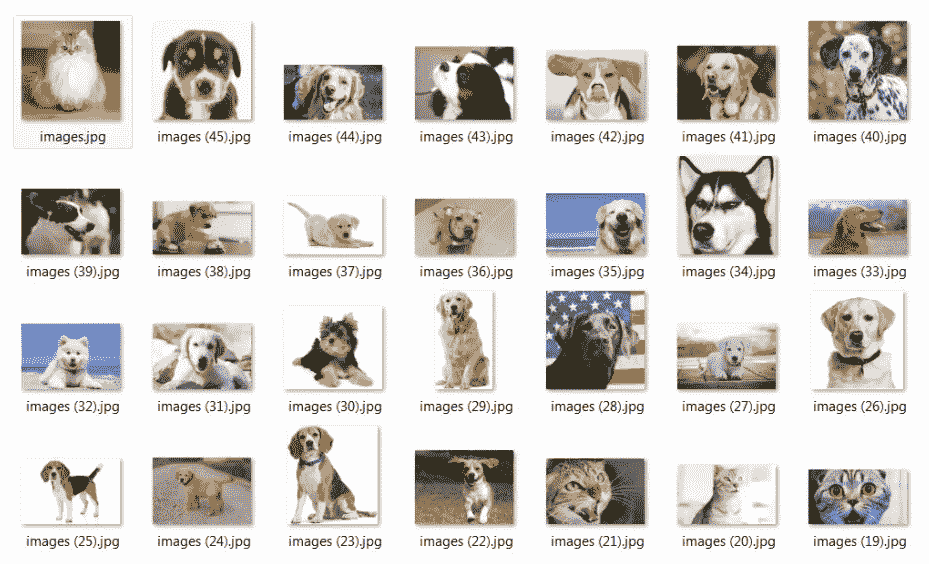 images.jpg images (45).jpg images (44).jpg images (43).jpg images (42).jpg images (41).jpg images (40).jpg
images (39).jpg images (38).jpg images (37).jpg images (36).jpg images (35).jpg images (34).jpg images (33).jpg
images (32).jpg images (31).jpg images (30).jpg images (29).jpg images (28).jpg images (27).jpg images (26).jpg
images (25).jpg images (24).jpg images (23).jpg images (22).jpg images (21).jpg images (20).jpg images (19).jpg